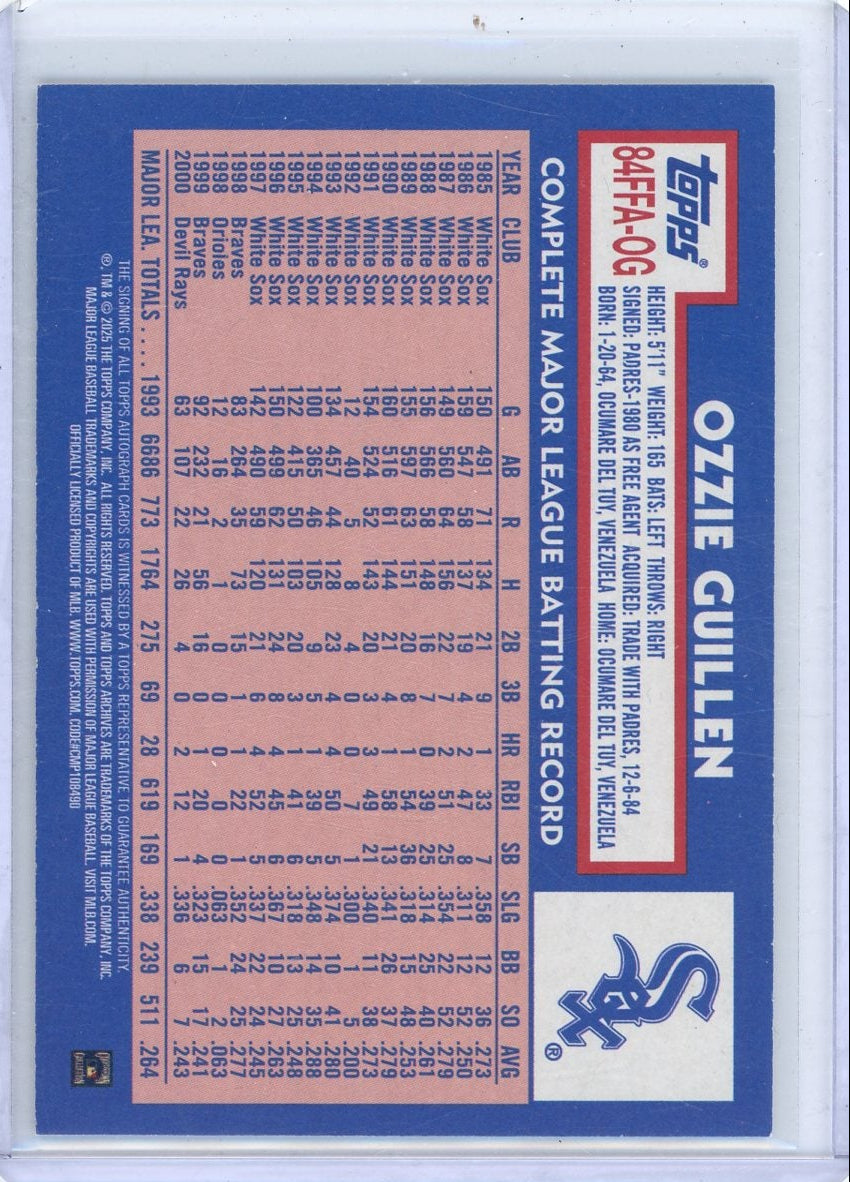 topps®
84FFA-OG
OZZIE GUILLEN
HEIGHT: 5'11" WEIGHT: 165 BATS: LEFT THROWS: RIGHT
SIGNED: PADRES-1980 AS FREE AGENT ACQUIRED: TRADE WITH PADRES, 12-6-84
BORN: 1-20-64, OCUMARE DEL TUY, VENEZUELA HOME: OCUMARE DEL TUY, VENEZUELA
Sox®
COMPLETE MAJOR LEAGUE BATTING RECORD
YEAR CLUB G AB R H 2B 3B HR RBI SB SLG BB SO AVG
1985 White Sox 150 491 71 134 21 9 1 33 7 .358 12 36 .273
1986 White Sox 159 547 58 137 19 4 2 47 8 .311 12 52 .250
1987 White Sox 149 560 64 156 22 7 2 51 25 .354 22 52 .279
1988 White Sox 156 566 58 148 16 7 0 39 25 .314 25 40 .261
1989 White Sox 155 597 63 151 20 8 1 54 36 .318 15 48 .253
1990 White Sox 160 516 61 144 21 4 1 58 13 .341 26 37 .279
1991 White Sox 154 524 52 143 20 3 3 49 21 .340 11 38 .273
1992 White Sox 12 40 5 8 4 0 0 7 1 .300 1 5 .200
1993 White Sox 134 457 44 128 23 4 4 50 5 .374 10 41 .280
1994 White Sox 100 365 46 105 9 5 1 39 5 .348 14 35 .288
1995 White Sox 122 415 50 103 20 3 1 41 6 .318 13 25 .248
1996 White Sox 150 499 62 131 24 8 4 45 6 .367 10 27 .263
1997 White Sox 142 490 59 120 21 6 4 52 5 .337 22 24 .245
1998 Braves 83 264 35 73 15 1 1 22 1 .352 24 25 .277
1998 Orioles 12 16 2 1 0 0 0 0 0 .063 1 2 .063
1999 Braves 92 232 21 56 16 0 1 20 4 .323 15 17 .241
2000 Devil Rays 63 107 22 26 4 0 2 12 1 .336 6 7 .243
MAJOR LEA. TOTALS .... 1993 6686 773 1764 275 69 28 619 169 .338 239 511 .264
THE SIGNING OF ALL TOPPS AUTOGRAPH CARDS IS WITNESSED BY A TOPPS REPRESENTATIVE TO GUARANTEE AUTHENTICITY.
®, TM & © 2025 THE TOPPS COMPANY, INC. ALL RIGHTS RESERVED. TOPPS AND TOPPS ARCHIVES ARE TRADEMARKS OF THE TOPPS COMPANY, INC.
MAJOR LEAGUE BASEBALL TRADEMARKS AND COPYRIGHTS ARE USED WITH PERMISSION OF MAJOR LEAGUE BASEBALL. VISIT MLB.COM.
OFFICIALLY LICENSED PRODUCT OF MLB. WWW.TOPPS.COM. CODE#CMP108490